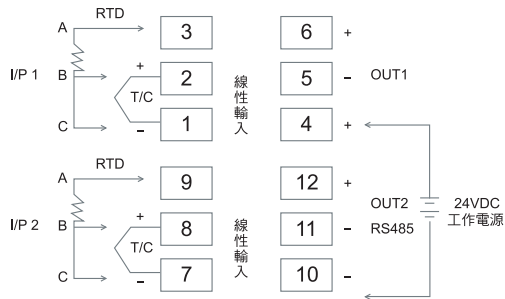 A RTD 3 6 +
I/P 1 B + 2 線性輸入 5 – OUT1
T/C
C – 1 4 +
A RTD 9 12 +
OUT2 24VDC
I/P 2 B + 8 線性輸入 11 – RS485 工作電源
T/C
C – 7 10 –